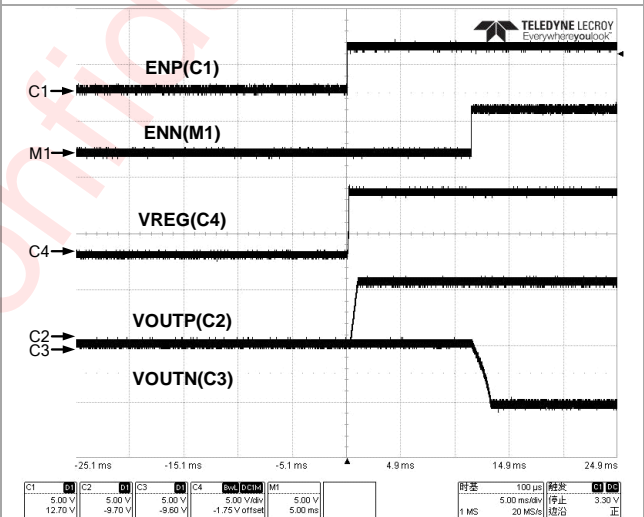 TELEDYNE LECROY
Everywhereyoulook™
ENP(C1)
C1
ENN(M1)
M1
VREG(C4)
C4
VOUTP(C2)
C2
C3
VOUTN(C3)
-25.1 ms -15.1 ms -5.1 ms 4.9 ms 14.9 ms 24.9 ms
C1 D1 C2 D1 C3 D1 C4 BwL DC1M M1
5.00 V 5.00 V 5.00 V 5.00 V/div 5.00 V
12.70 V -9.70 V -9.60 V -1.75 V offset 5.00 ms
时基 100 µs 触发 C1 DC
5.00 ms/div 停止 3.30 V
1 MS 20 MS/s 边沿 正
onfid